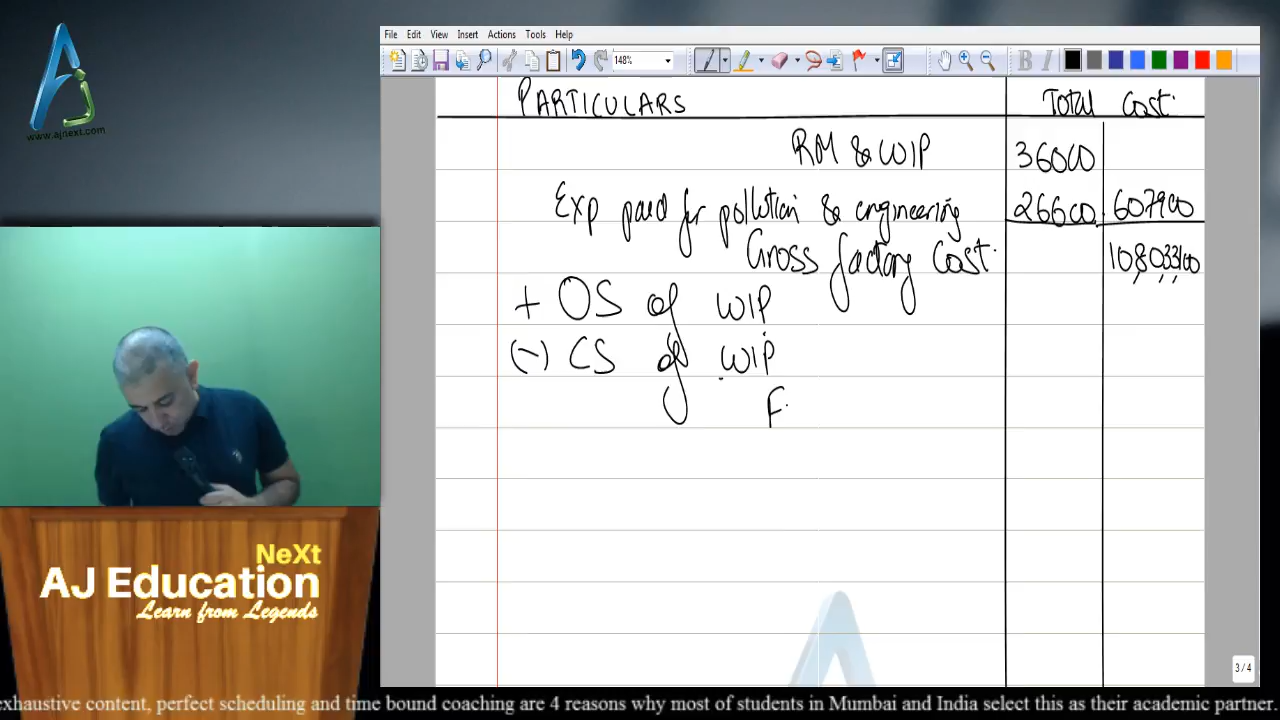 www.ajnext.com
File Edit View Insert Actions Tools Help
148%
B I
PARTICULARS Total Cost
RM & WIP 36000
Exp paid for pollution & engineering 26600 607900
Gross factory Cost 10803300
+ OS of WIP
(-) CS of WIP
F
3 / 4
NeXt
AJ Education
Learn from Legends
exhaustive content, perfect scheduling and time bound coaching are 4 reasons why most of students in Mumbai and India select this as their academic partner.